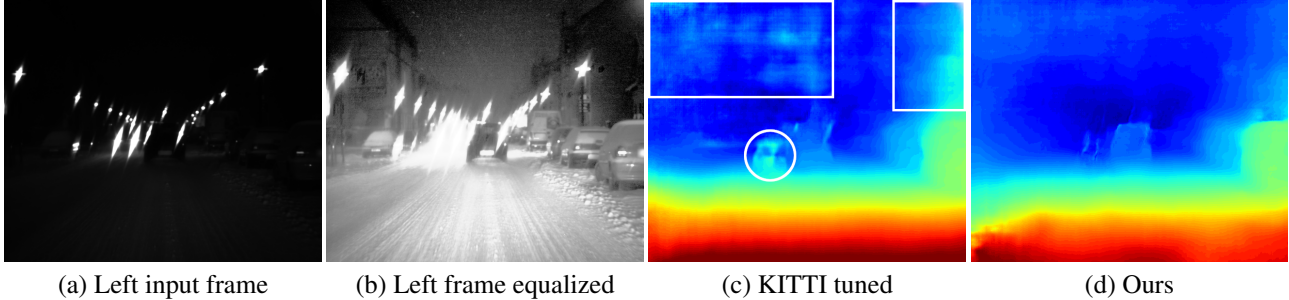 (a) Left input frame
(b) Left frame equalized
(c) KITTI tuned
(d) Ours